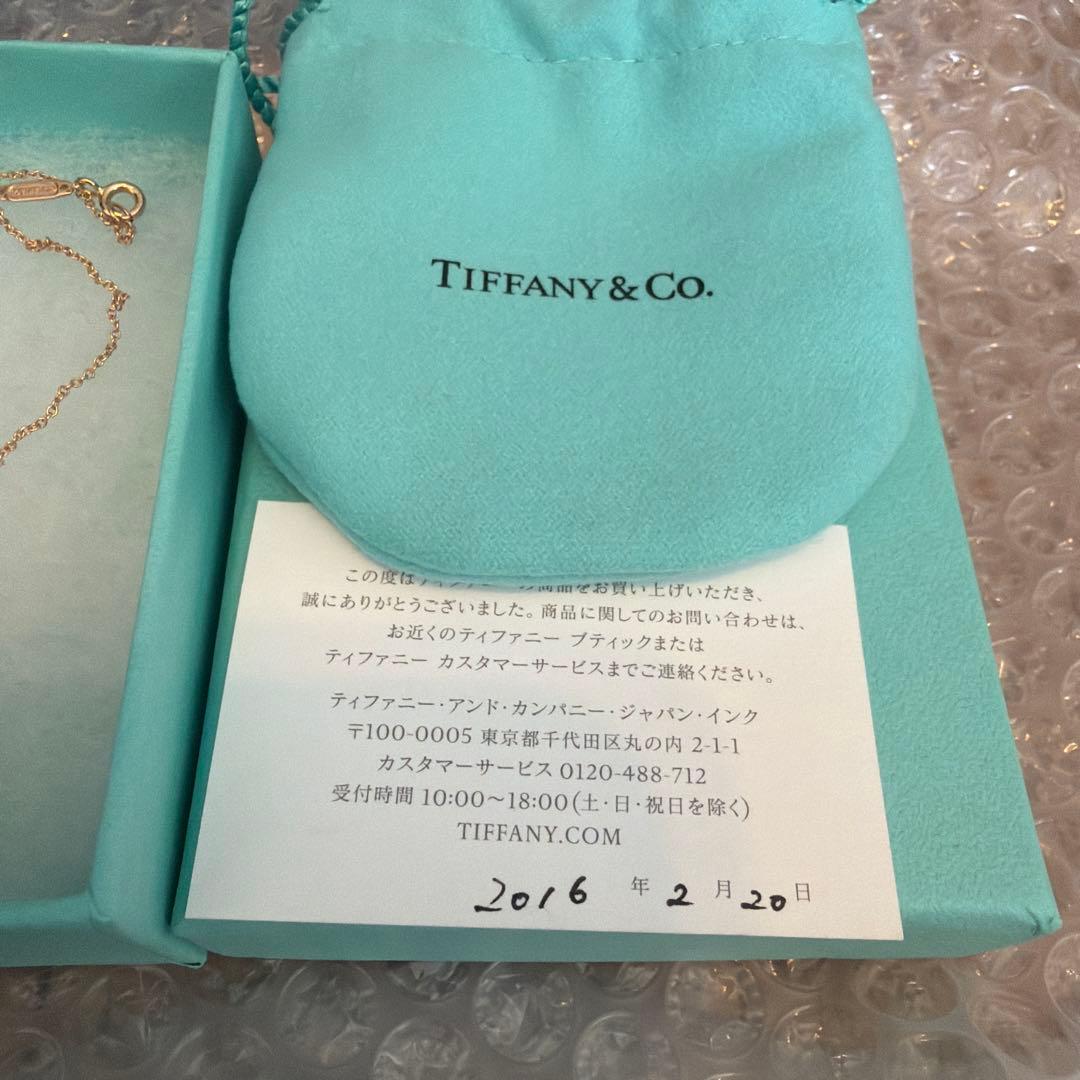 TIFFANY & CO.
この度はティファニーの商品をお買い上げいただき、
誠にありがとうございました。商品に関してのお問い合わせは、
お近くのティファニー ブティックまたは
ティファニー カスタマーサービスまでご連絡ください。
ティファニー・アンド・カンパニー・ジャパン・インク
〒100-0005 東京都千代田区丸の内 2-1-1
カスタマーサービス 0120-488-712
受付時間 10:00〜18:00(土・日・祝日を除く)
TIFFANY.COM
2016 年 2 月 20 日